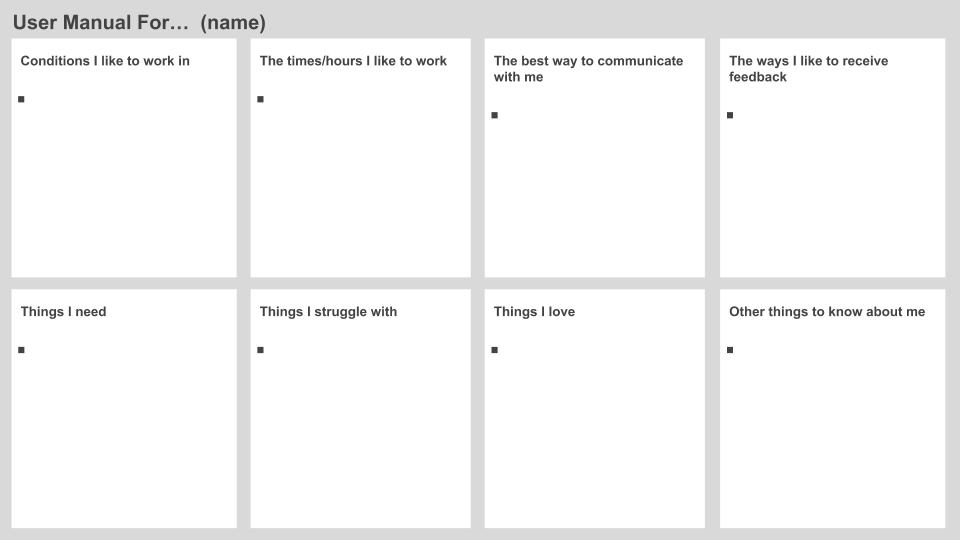 User Manual For…  (name)
Conditions I like to work in
▪
The times/hours I like to work
▪
The best way to communicate
with me
▪
The ways I like to receive
feedback
▪
Things I need
▪
Things I struggle with
▪
Things I love
▪
Other things to know about me
▪